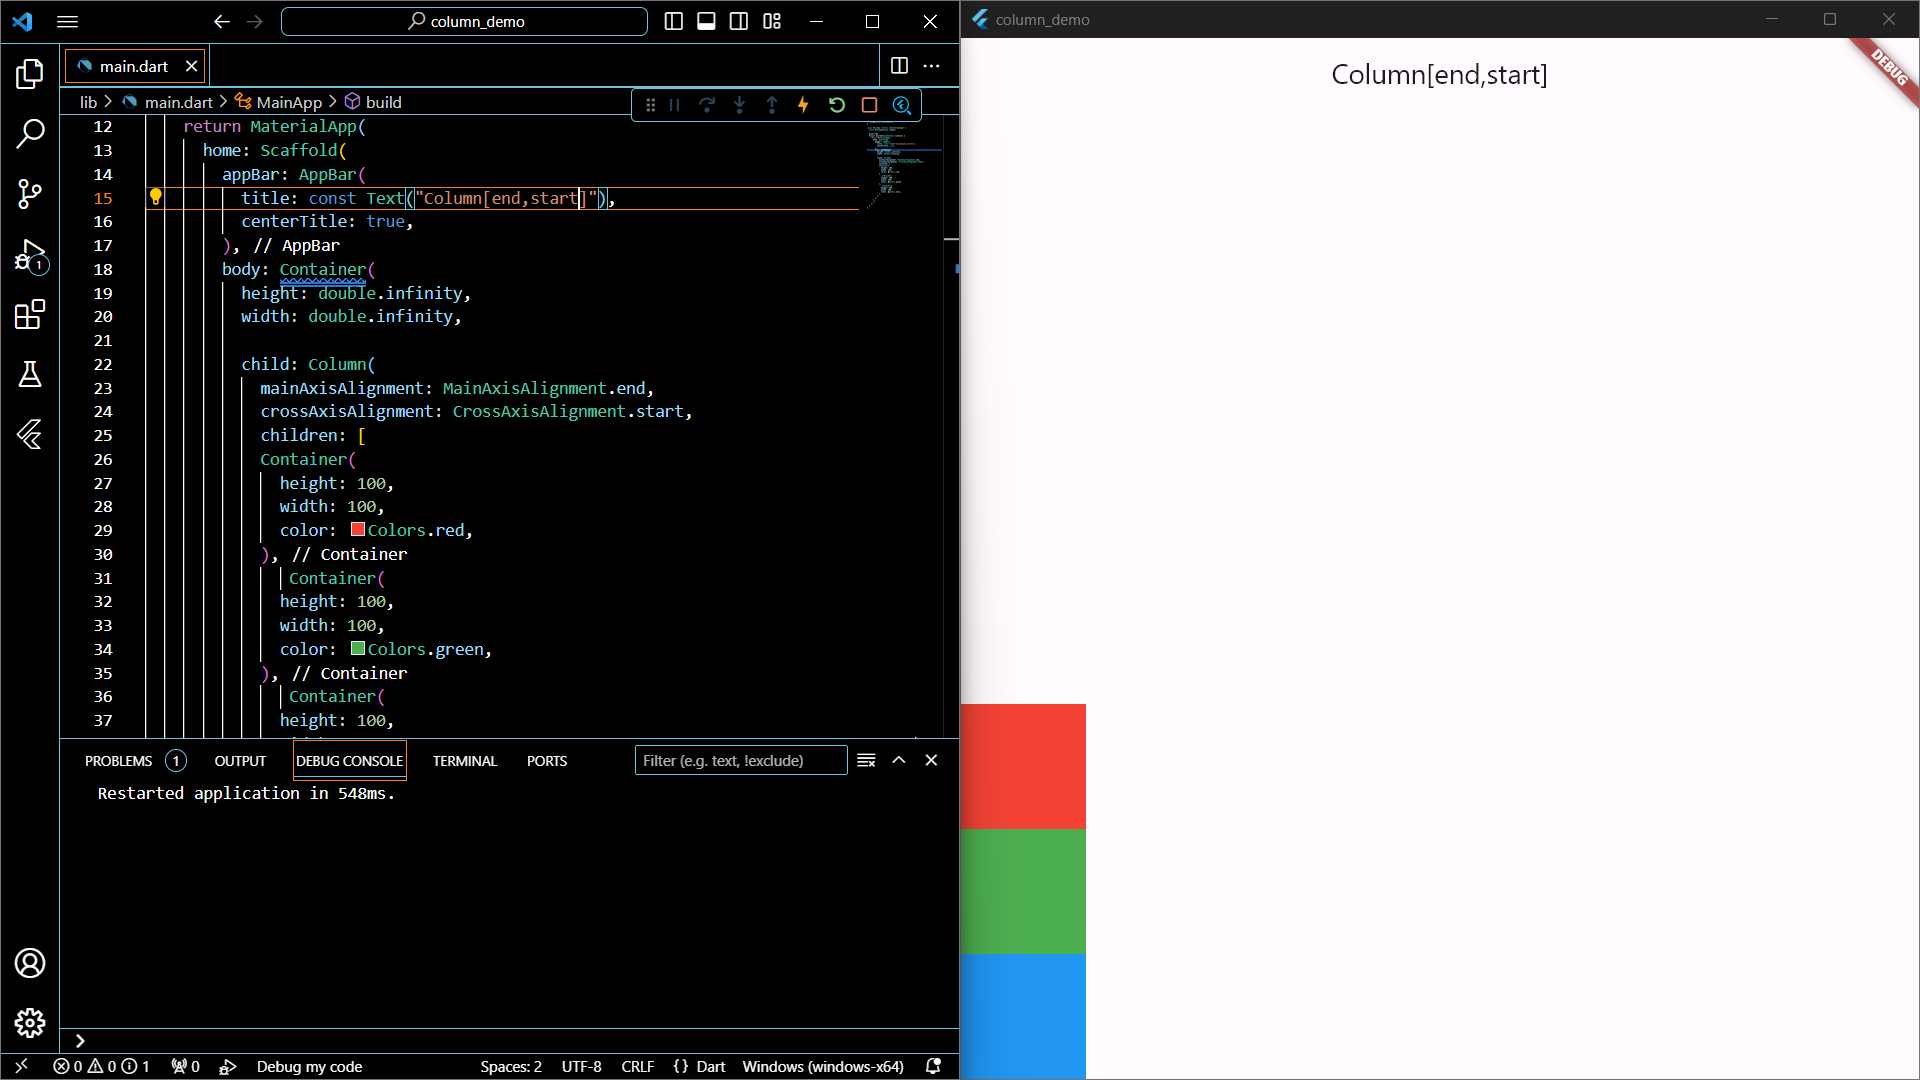 column_demo
main.dart
lib > main.dart > MainApp > build
12 return MaterialApp(
13 home: Scaffold(
14 appBar: AppBar(
15 title: const Text("Column[end,start]"),
16 centerTitle: true,
17 ), // AppBar
18 body: Container(
19 height: double.infinity,
20 width: double.infinity,
21
22 child: Column(
23 mainAxisAlignment: MainAxisAlignment.end,
24 crossAxisAlignment: CrossAxisAlignment.start,
25 children: [
26 Container(
27 height: 100,
28 width: 100,
29 color: Colors.red,
30 ), // Container
31 Container(
32 height: 100,
33 width: 100,
34 color: Colors.green,
35 ), // Container
36 Container(
37 height: 100,
PROBLEMS 1 OUTPUT DEBUG CONSOLE TERMINAL PORTS Filter (e.g. text, !exclude)
Restarted application in 548ms.
1
0 0 1 0 Debug my code Spaces: 2 UTF-8 CRLF {} Dart Windows (windows-x64)
column_demo
Column[end,start]
DEBUG